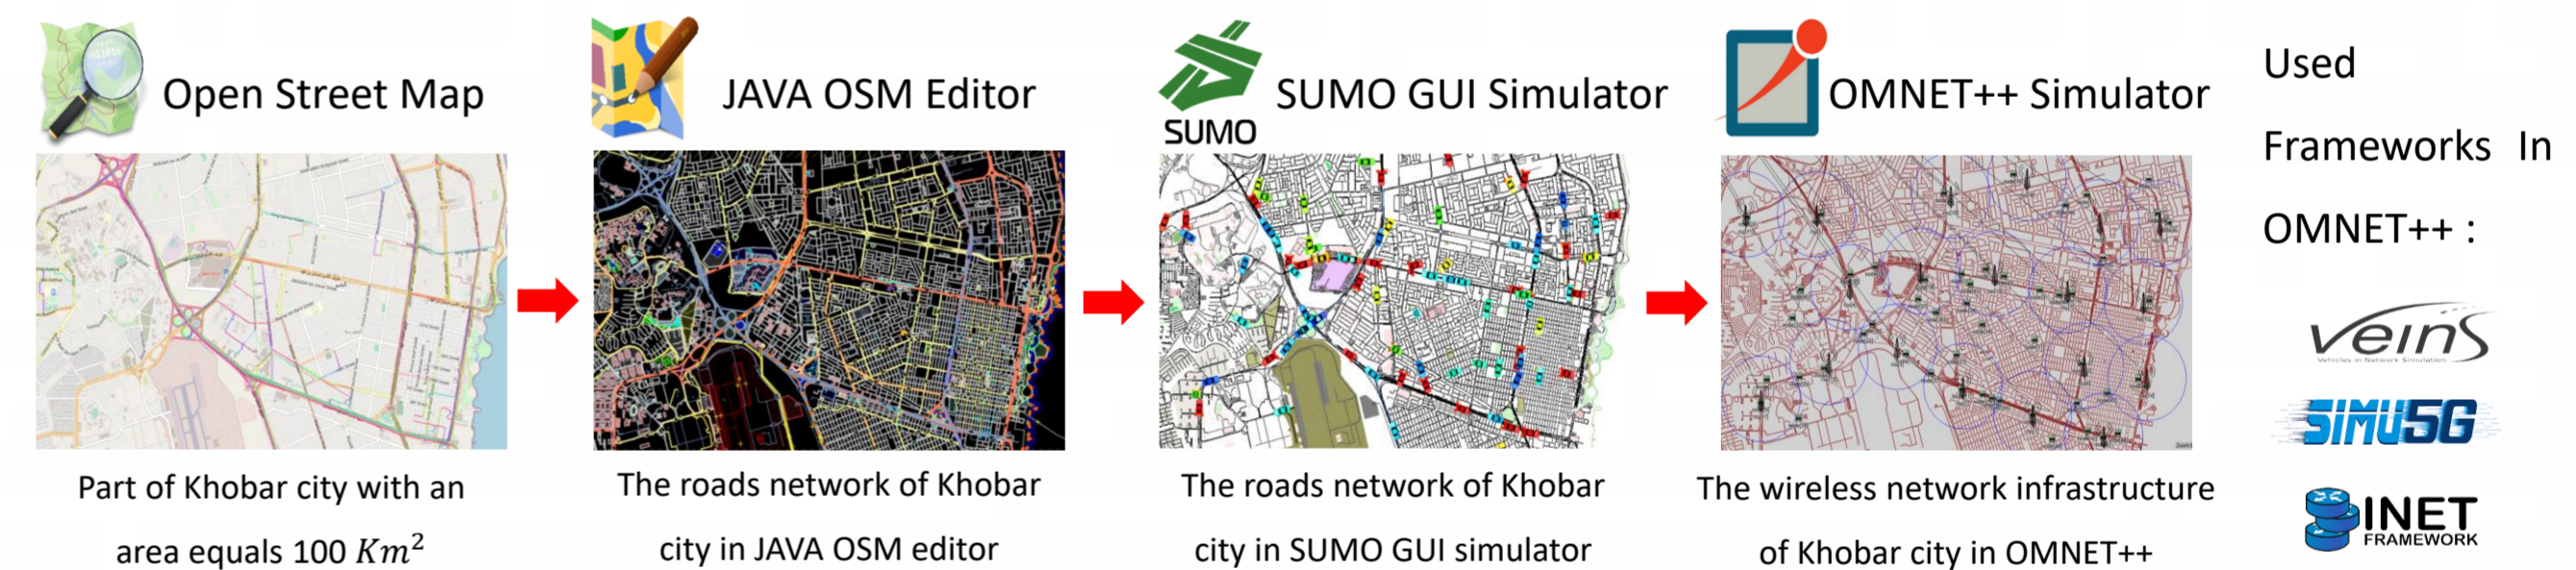 Open Street Map
Part of Khobar city with an
area equals 100 Km²
JAVA OSM Editor
The roads network of Khobar
city in JAVA OSM editor
SUMO
SUMO GUI Simulator
The roads network of Khobar
city in SUMO GUI simulator
OMNET++ Simulator
The wireless network infrastructure
of Khobar city in OMNET++
Used
Frameworks In
OMNET++ :
veins
Vehicles in Network Simulation
SIMU5G
INET
FRAMEWORK